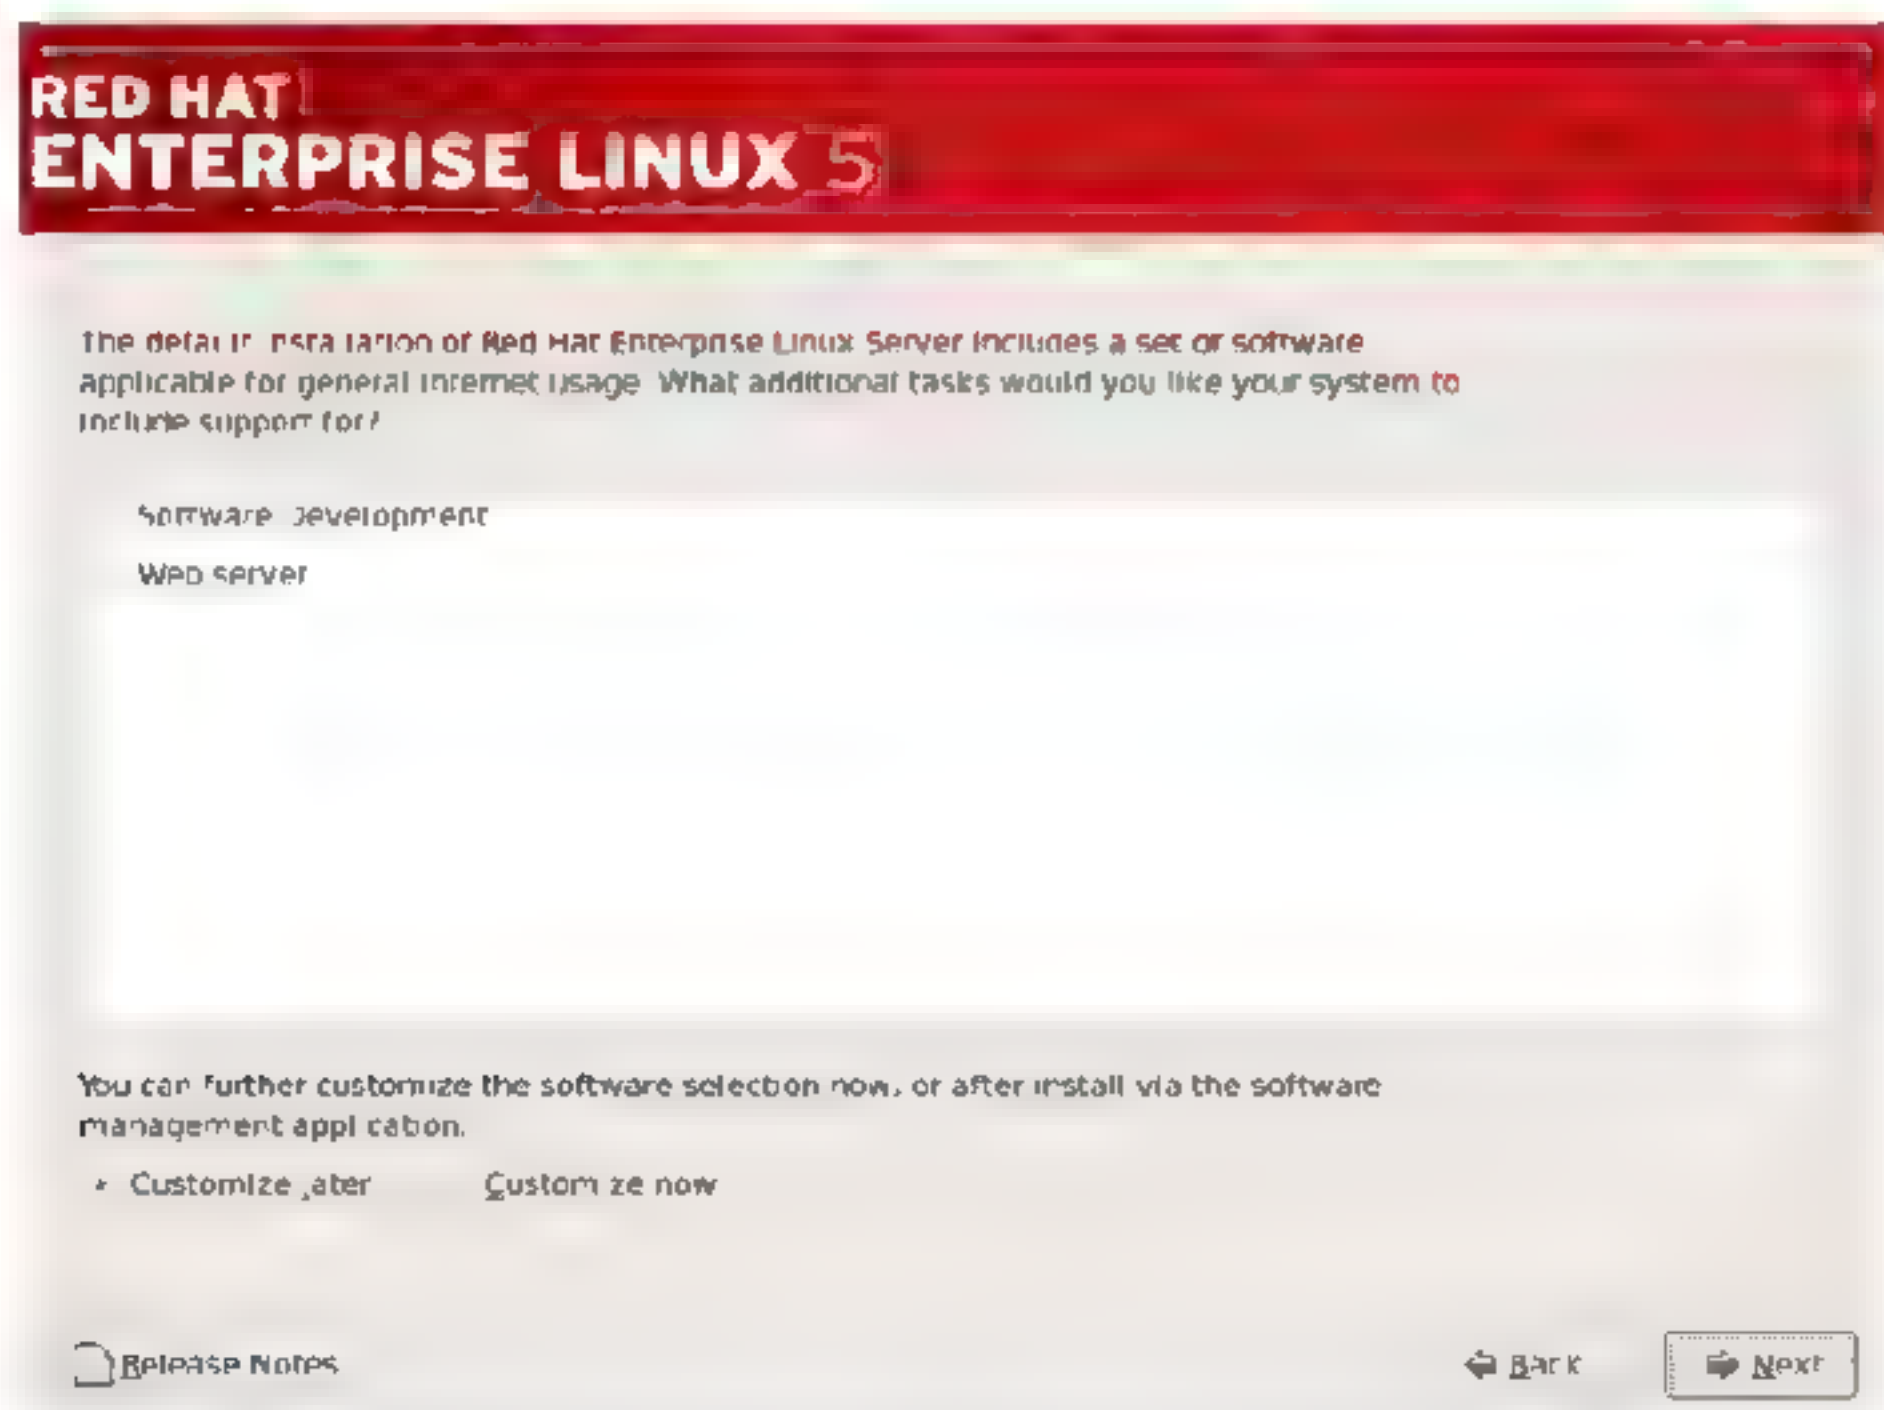 RED HAT
ENTERPRISE LINUX 5
The default installation of Red Hat Enterprise Linux Server includes a set of software
applicable for general internet usage. What additional tasks would you like your system to
include support for?
Software Development
Web server
You can further customize the software selection now, or after install via the software
management application.
Customize later Customize now
Release Notes Back Next